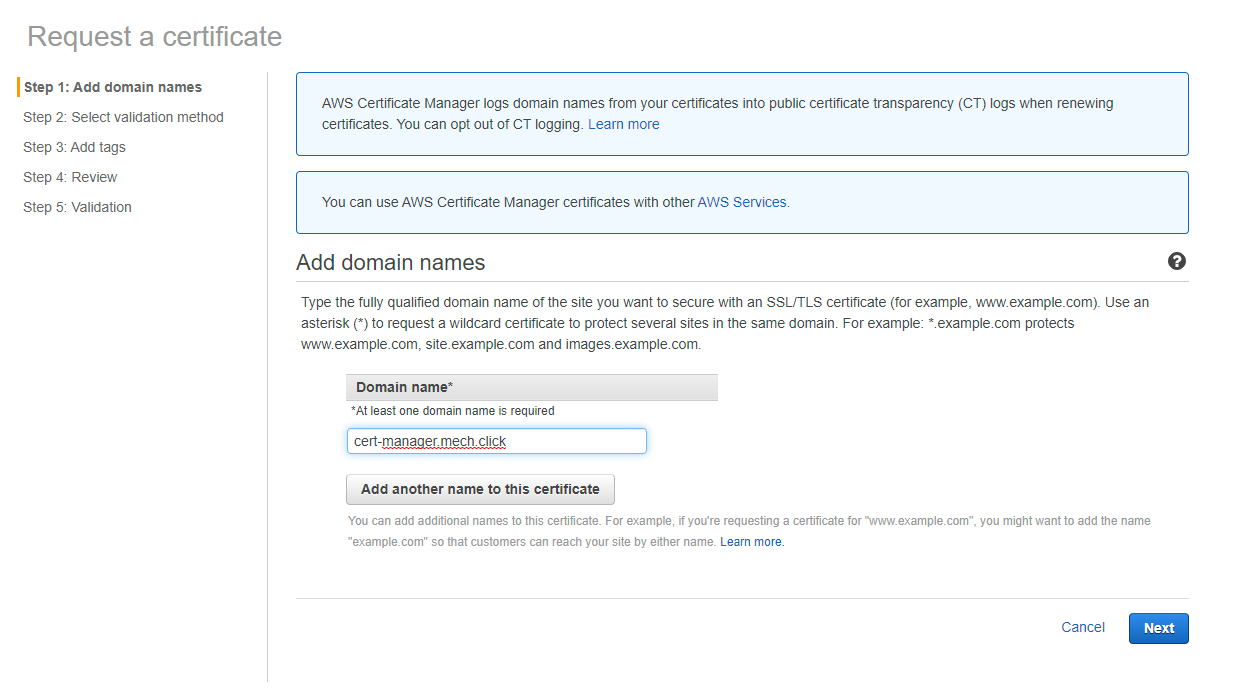 Request a certificate
Step 1: Add domain names
Step 2: Select validation method
Step 3: Add tags
Step 4: Review
Step 5: Validation
AWS Certificate Manager logs domain names from your certificates into public certificate transparency (CT) logs when renewing
certificates. You can opt out of CT logging. Learn more
You can use AWS Certificate Manager certificates with other AWS Services.
Add domain names
?
Type the fully qualified domain name of the site you want to secure with an SSL/TLS certificate (for example, www.example.com). Use an
asterisk (*) to request a wildcard certificate to protect several sites in the same domain. For example: *.example.com protects
www.example.com, site.example.com and images.example.com.
Domain name*
*At least one domain name is required
cert-manager.mech.click
Add another name to this certificate
You can add additional names to this certificate. For example, if you're requesting a certificate for "www.example.com", you might want to add the name
"example.com" so that customers can reach your site by either name. Learn more.
Cancel
Next